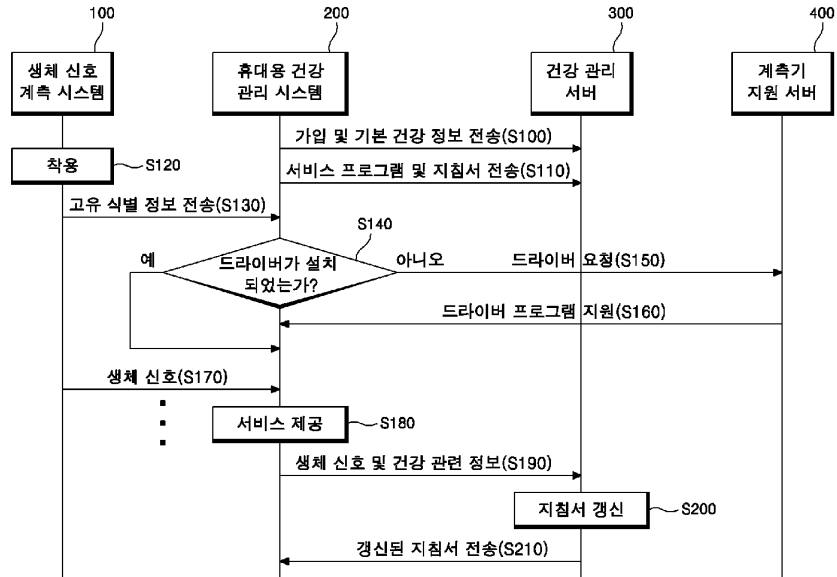 100
200
300
400
생체 신호
계측 시스템
휴대용 건강
관리 시스템
건강 관리
서버
계측기
지원 서버
가입 및 기본 건강 정보 전송(S100)
착용
S120
서비스 프로그램 및 지침서 전송(S110)
고유 식별 정보 전송(S130)
S140
예
드라이버가 설치
되었는가?
아니오
드라이버 요청(S150)
드라이버 프로그램 지원(S160)
생체 신호(S170)
서비스 제공
S180
생체 신호 및 건강 관련 정보(S190)
지침서 갱신
S200
갱신된 지침서 전송(S210)